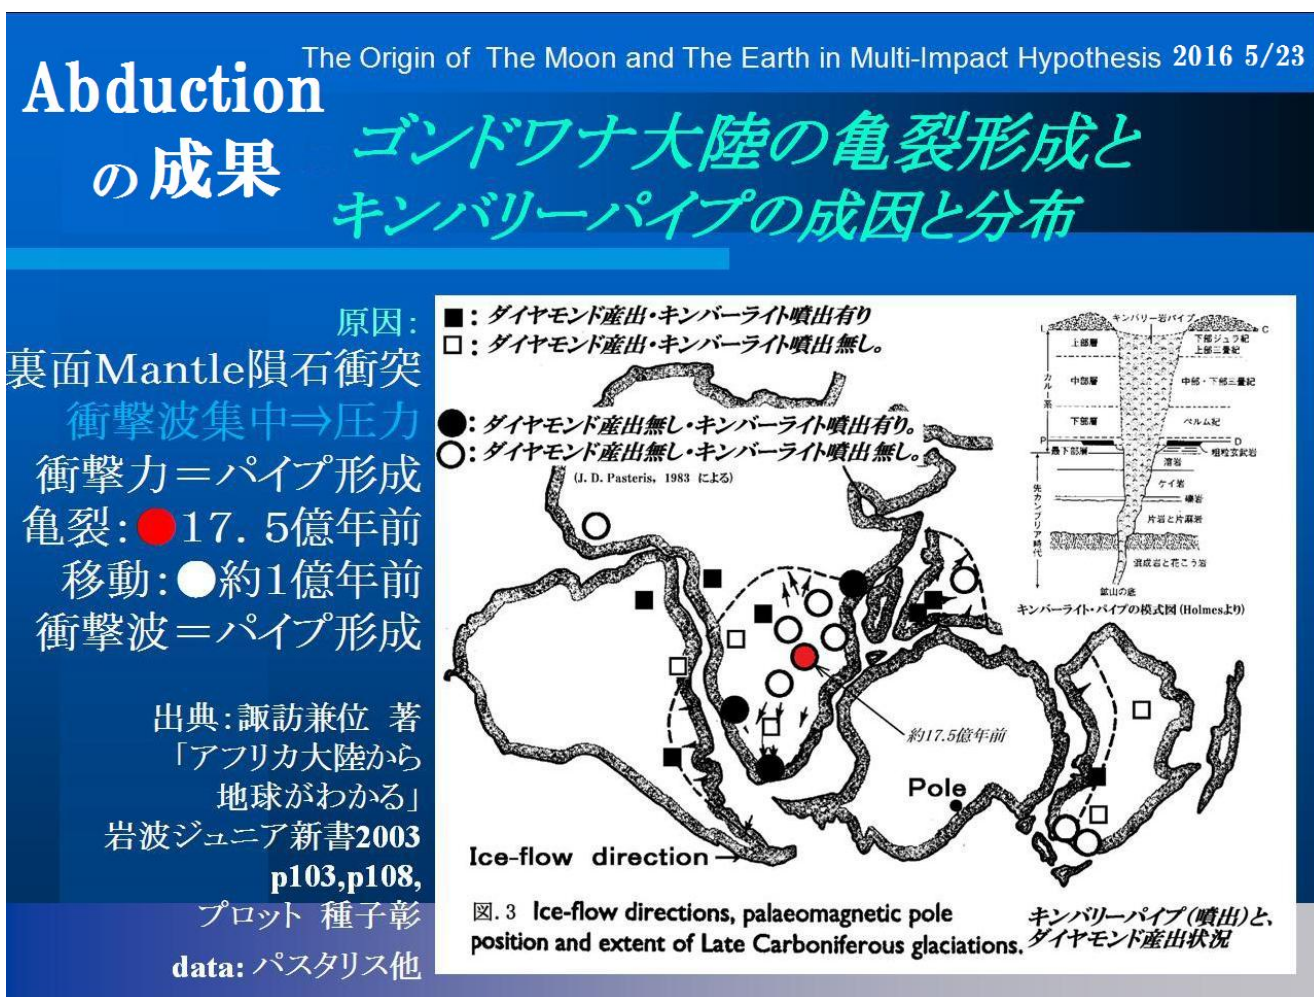 The Origin of The Moon and The Earth in Multi-Impact Hypothesis 2016 5/23
Abduction
の成果
ゴンドワナ大陸の亀裂形成と
キンバリーパイプの成因と分布
原因:
裏面Mantle隕石衝突
衝撃波集中⇒圧力
衝撃力＝パイプ形成
亀裂:●17. 5億年前
移動:●約1億年前
衝撃波＝パイプ形成
出典:諏訪兼位 著
「アフリカ大陸から
地球がわかる」
岩波ジュニア新書2003
p103,p108,
プロット 種子彰
data: パスタリス他
■: ダイヤモンド産出・キンバーライト噴出有り
□: ダイヤモンド産出・キンバーライト噴出無し。
●: ダイヤモンド産出無し・キンバーライト噴出有り。
○: ダイヤモンド産出無し・キンバーライト噴出無し。
(J. D. Pasteris, 1983 による)
キンバリー岩パイプ
L
C
上部層
下部ジュラ紀
上部三畳紀
カルー系
中部層
中部・下部三畳紀
下部層
ペルム紀
P
D
最下部層
粗粒玄武岩
溶岩
ケイ岩
礫岩
先カンブリア時代
片岩と片麻岩
花こう岩
鉱山の底
キンバーライト・パイプの模式図(Holmesより)
約17.5億年前
Pole
Ice-flow direction→
図. 3 Ice-flow directions, palaeomagnetic pole
position and extent of Late Carboniferous glaciations.
キンバリーパイプ(噴出)と、
ダイヤモンド産出状況